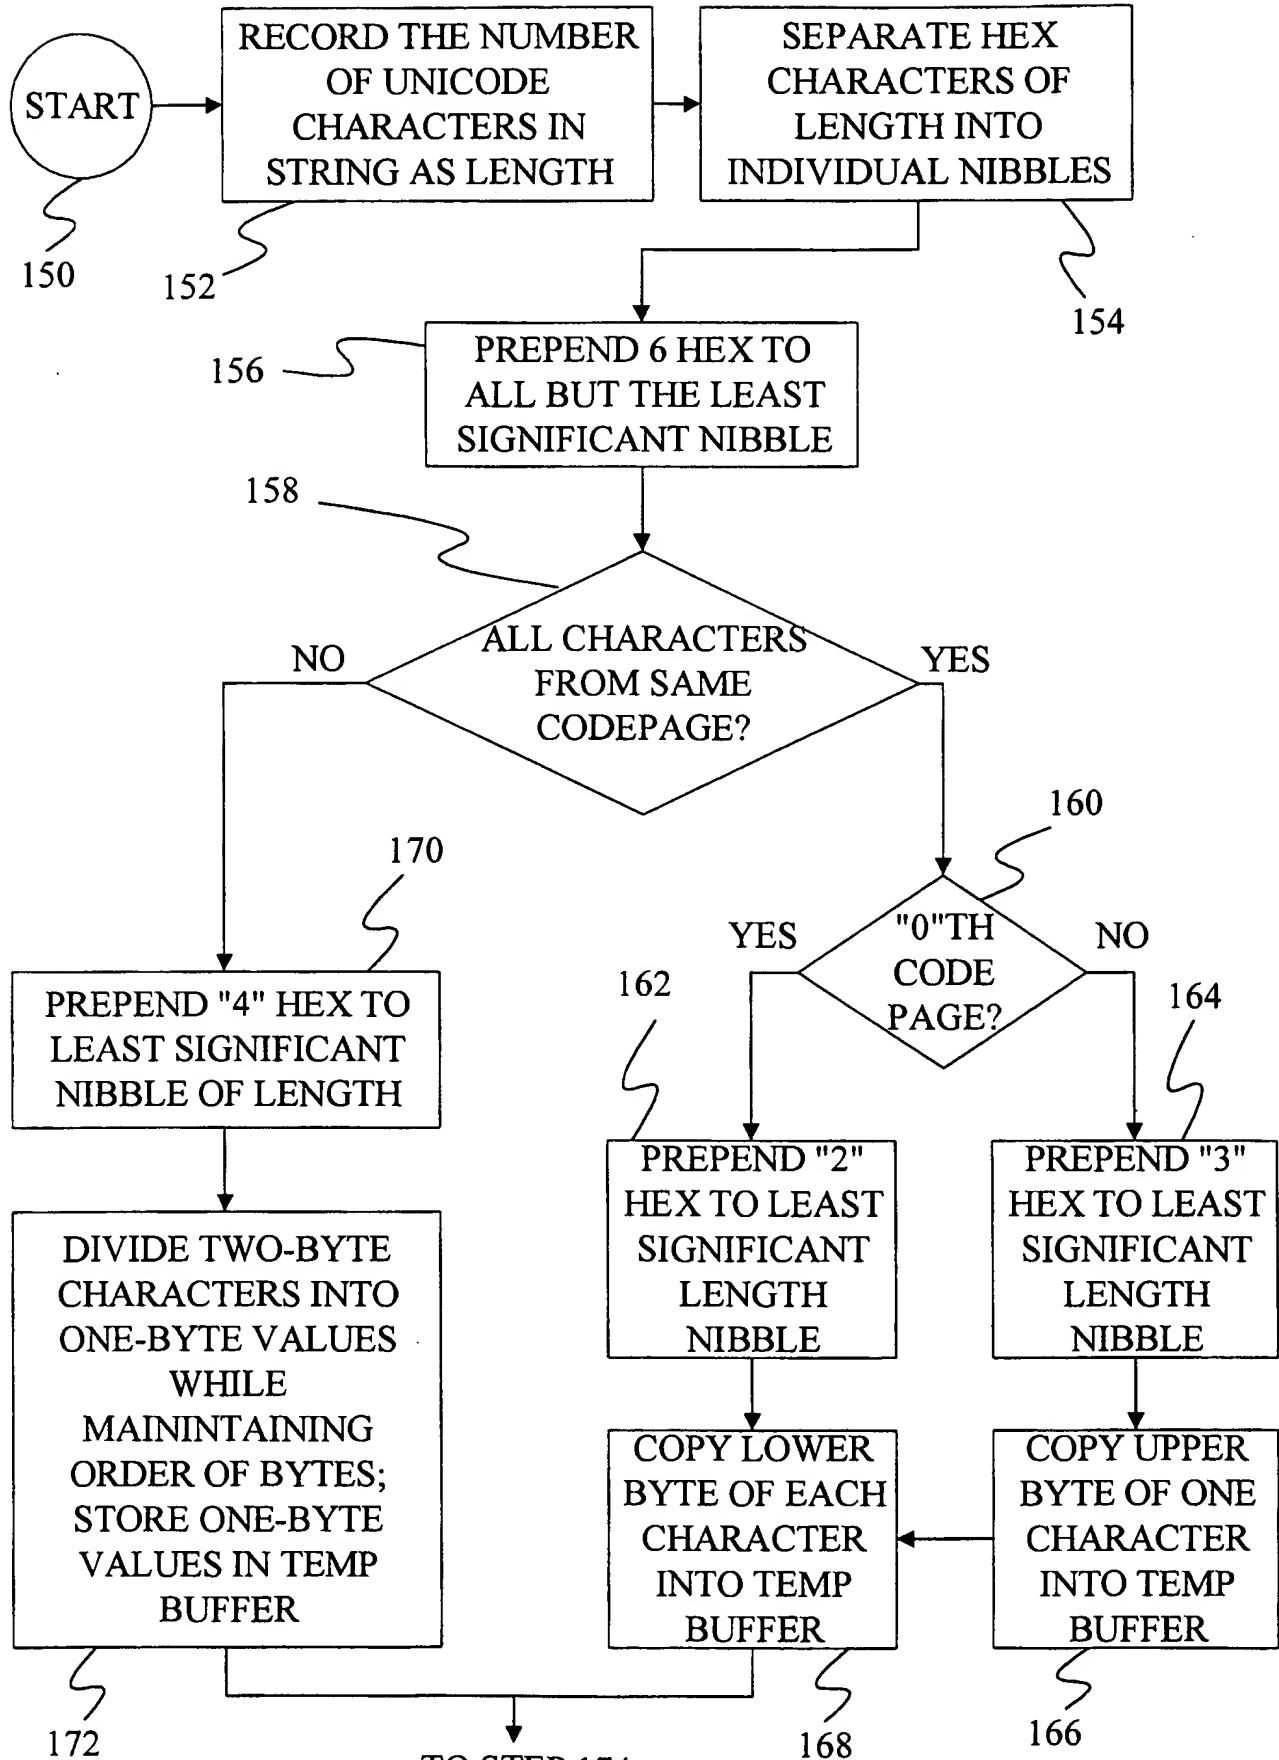 START
RECORD THE NUMBER
OF UNICODE
CHARACTERS IN
STRING AS LENGTH
SEPARATE HEX
CHARACTERS OF
LENGTH INTO
INDIVIDUAL NIBBLES
150
152
154
PREPEND 6 HEX TO
ALL BUT THE LEAST
SIGNIFICANT NIBBLE
156
158
ALL CHARACTERS
FROM SAME
CODEPAGE?
NO
YES
160
170
"0"TH
CODE
PAGE?
YES
NO
162
164
PREPEND "4" HEX TO
LEAST SIGNIFICANT
NIBBLE OF LENGTH
PREPEND "2"
HEX TO LEAST
SIGNIFICANT
LENGTH
NIBBLE
PREPEND "3"
HEX TO LEAST
SIGNIFICANT
LENGTH
NIBBLE
DIVIDE TWO-BYTE
CHARACTERS INTO
ONE-BYTE VALUES
WHILE
MAININTAINING
ORDER OF BYTES;
STORE ONE-BYTE
VALUES IN TEMP
BUFFER
COPY LOWER
BYTE OF EACH
CHARACTER
INTO TEMP
BUFFER
COPY UPPER
BYTE OF ONE
CHARACTER
INTO TEMP
BUFFER
172
168
166
TO STEP 174